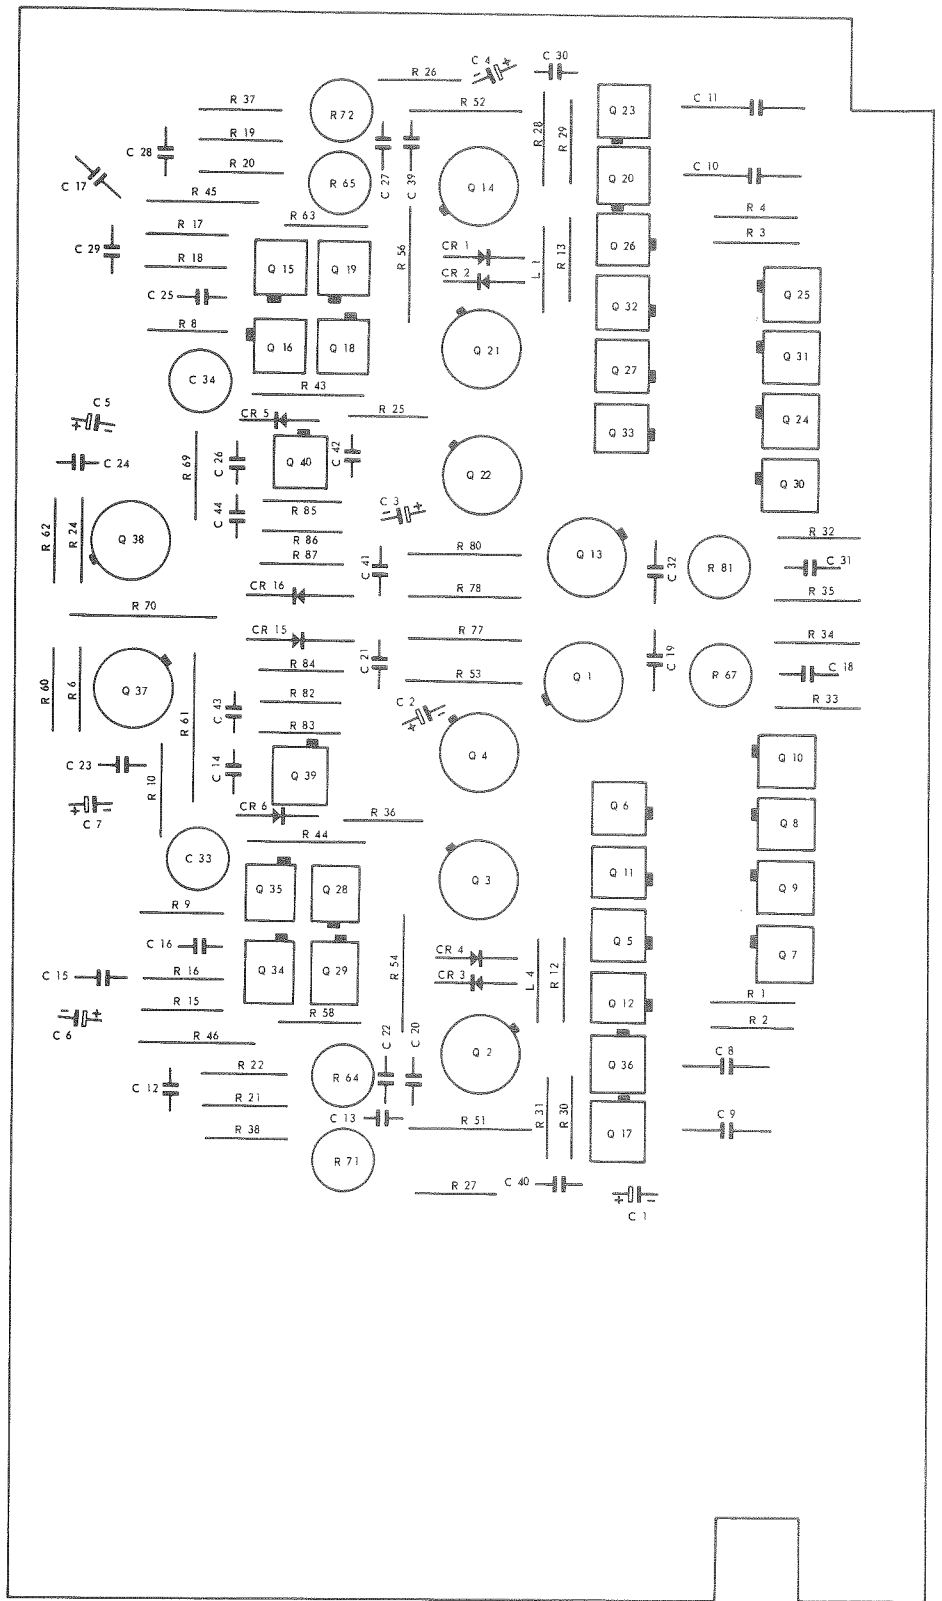 C 4
+
-
C 30
R 26
R 37
R 72
R 52
R 28
R 29
Q 23
C 11
R 19
C 28
R 20
C 17
R 65
C 27
C 39
Q 14
Q 20
C 10
R 45
R 4
R 17
R 63
R 56
CR 1
L 1
R 13
Q 26
R 3
C 29
R 18
Q 15
Q 19
CR 2
C 25
Q 32
Q 25
R 8
Q 16
Q 18
Q 21
Q 31
C 34
R 43
Q 27
C 5
+
-
CR 5
R 25
Q 33
Q 24
C 24
R 69
C 26
Q 40
C 42
Q 22
Q 30
C 44
R 85
C 3
-
+
R 62
R 24
Q 38
R 86
R 87
R 80
Q 13
R 32
C 41
C 32
R 81
C 31
CR 16
R 78
R 35
R 70
CR 15
R 77
R 34
C 21
C 19
R 84
R 53
Q 1
R 67
C 18
R 60
R 6
Q 37
R 61
C 43
R 82
C 2
+
-
R 33
R 83
Q 4
C 23
R 10
C 14
Q 39
Q 10
+
-
C 7
CR 6
R 36
Q 6
Q 8
R 44
C 33
Q 35
Q 28
Q 3
Q 11
Q 9
R 9
C 16
Q 34
Q 29
R 54
CR 4
L 4
R 12
Q 5
Q 7
C 15
R 16
CR 3
R 15
R 58
Q 12
R 1
-
+
C 6
R 46
C 22
C 20
Q 2
R 2
R 22
R 64
Q 36
C 8
C 12
R 21
C 13
R 51
R 31
R 30
Q 17
C 9
R 38
R 71
R 27
C 40
+
-
C 1